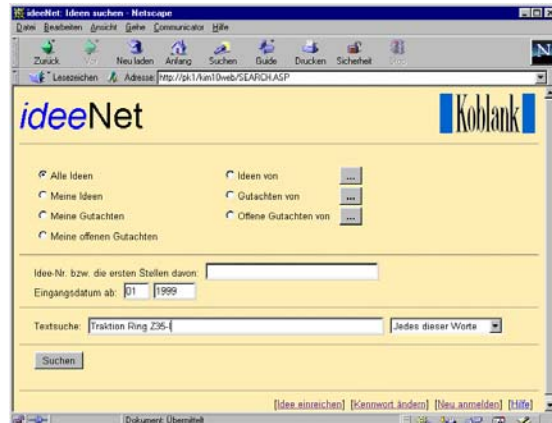 ideeNet: Ideen suchen - Netscape
Datei Bearbeiten Ansicht Gehe Communicator Hilfe
Zurück Vor Neu laden Anfang Suchen Guide Drucken Sicherheit Stop
Lesezeichen Adresse: http://pk1/kim10web/SEARCH.ASP
ideeNet Koblank
Alle Ideen Ideen von ...
Meine Ideen Gutachten von ...
Meine Gutachten Offene Gutachten von ...
Meine offenen Gutachten
Idee-Nr. bzw. die ersten Stellen davon:
Eingangsdatum ab: 01 1999
Textsuche: Traktion Ring Z35- Jedes dieser Worte
Suchen
[Idee einreichen] [Kennwort ändern] [Neu anmelden] [Hilfe]
Dokument: Übermittelt